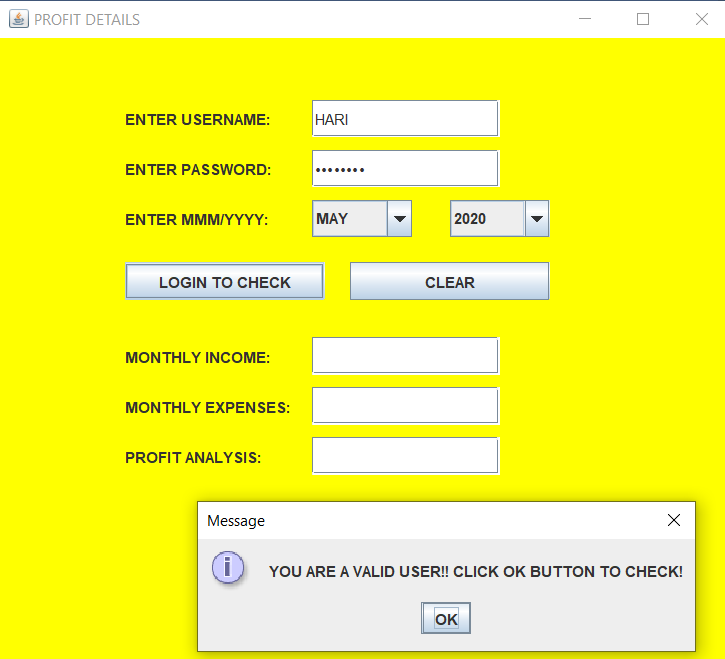 PROFIT DETAILS
ENTER USERNAME: HARI
ENTER PASSWORD: ••••••••
ENTER MMM/YYYY: MAY 2020
LOGIN TO CHECK CLEAR
MONTHLY INCOME:
MONTHLY EXPENSES:
PROFIT ANALYSIS:
Message
YOU ARE A VALID USER!! CLICK OK BUTTON TO CHECK!
OK